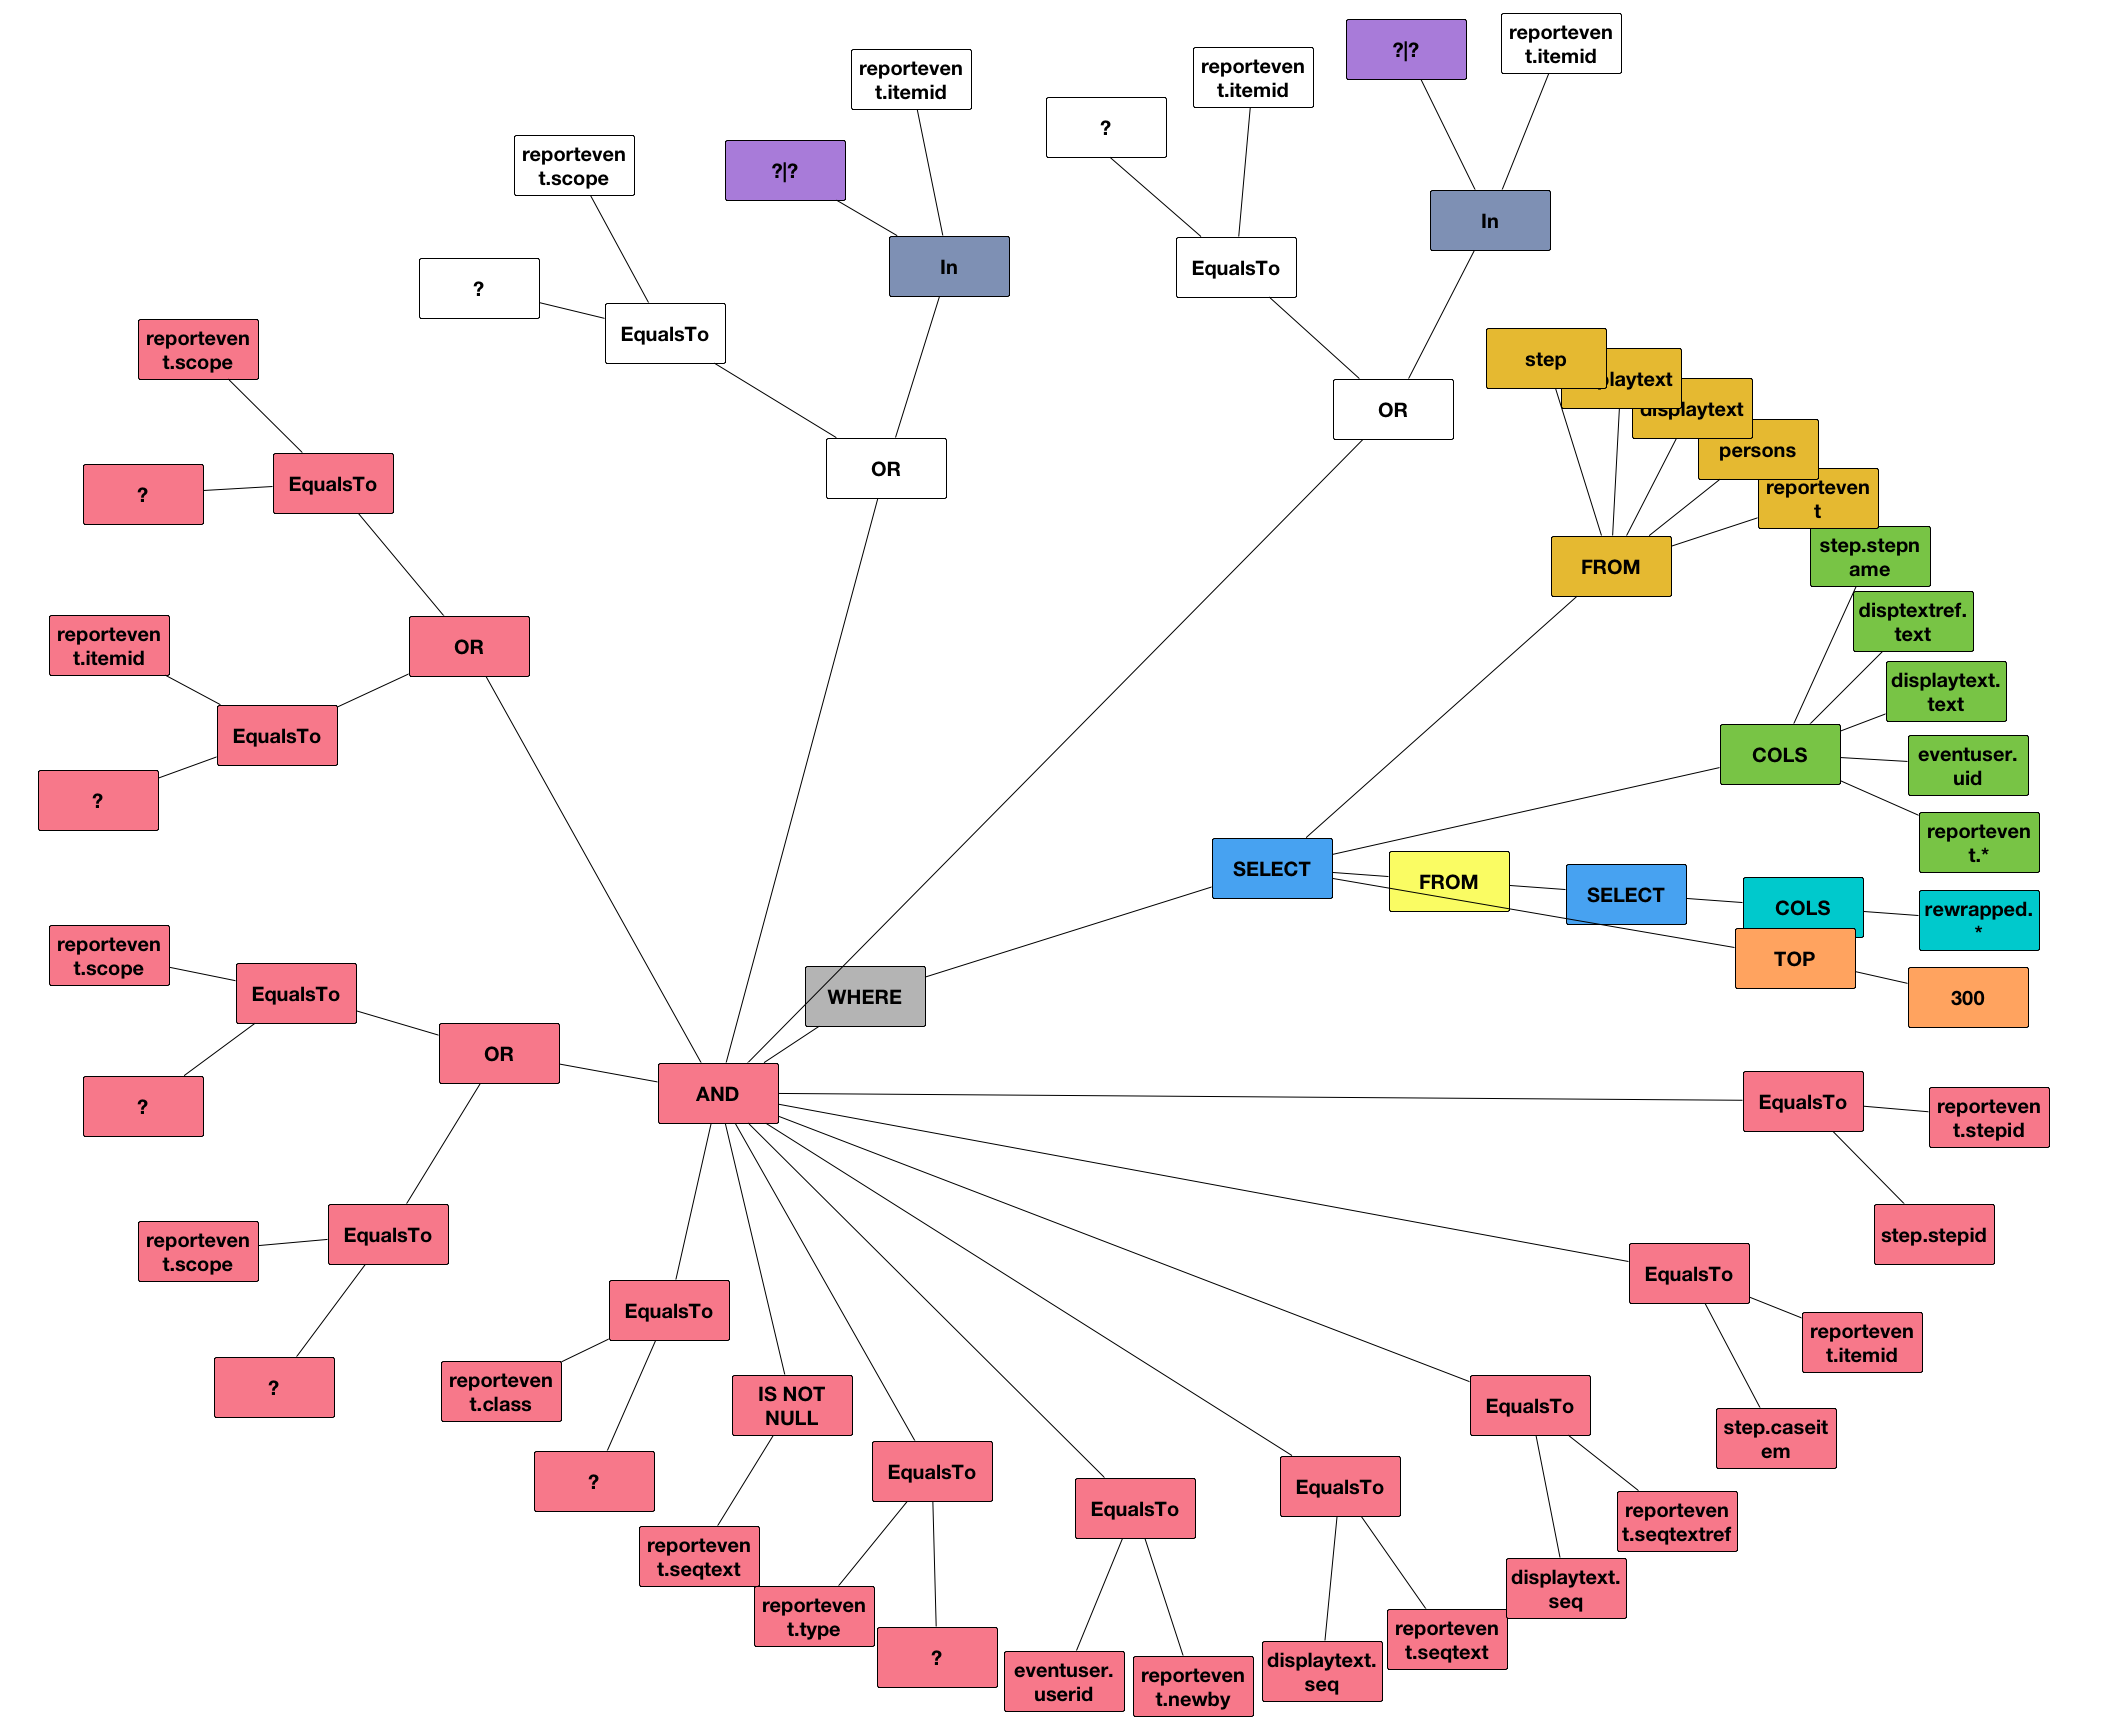 reporteven
t.itemid
?|?
reporteven
t.itemid
reporteven
t.itemid
?
?|?
reporteven
t.scope
In
In
EqualsTo
?
EqualsTo
reporteven
t.scope
step
playtext
displaytext
persons
reporteven
t
OR
OR
EqualsTo
?
FROM
step.stepn
ame
disptextref.
text
displaytext.
text
eventuser.
uid
reporteven
t.*
COLS
reporteven
t.itemid
OR
EqualsTo
?
SELECT
FROM
SELECT
COLS
rewrapped.
*
TOP
300
WHERE
reporteven
t.scope
EqualsTo
OR
?
AND
EqualsTo
reporteven
t.stepid
step.stepid
reporteven
t.scope
EqualsTo
?
EqualsTo
reporteven
t.itemid
step.caseit
em
EqualsTo
reporteven
t.class
?
IS NOT
NULL
reporteven
t.seqtext
EqualsTo
reporteven
t.type
?
EqualsTo
eventuser.
userid
reporteven
t.newby
EqualsTo
displaytext.
seq
reporteven
t.seqtext
EqualsTo
displaytext.
seq
reporteven
t.seqtextref